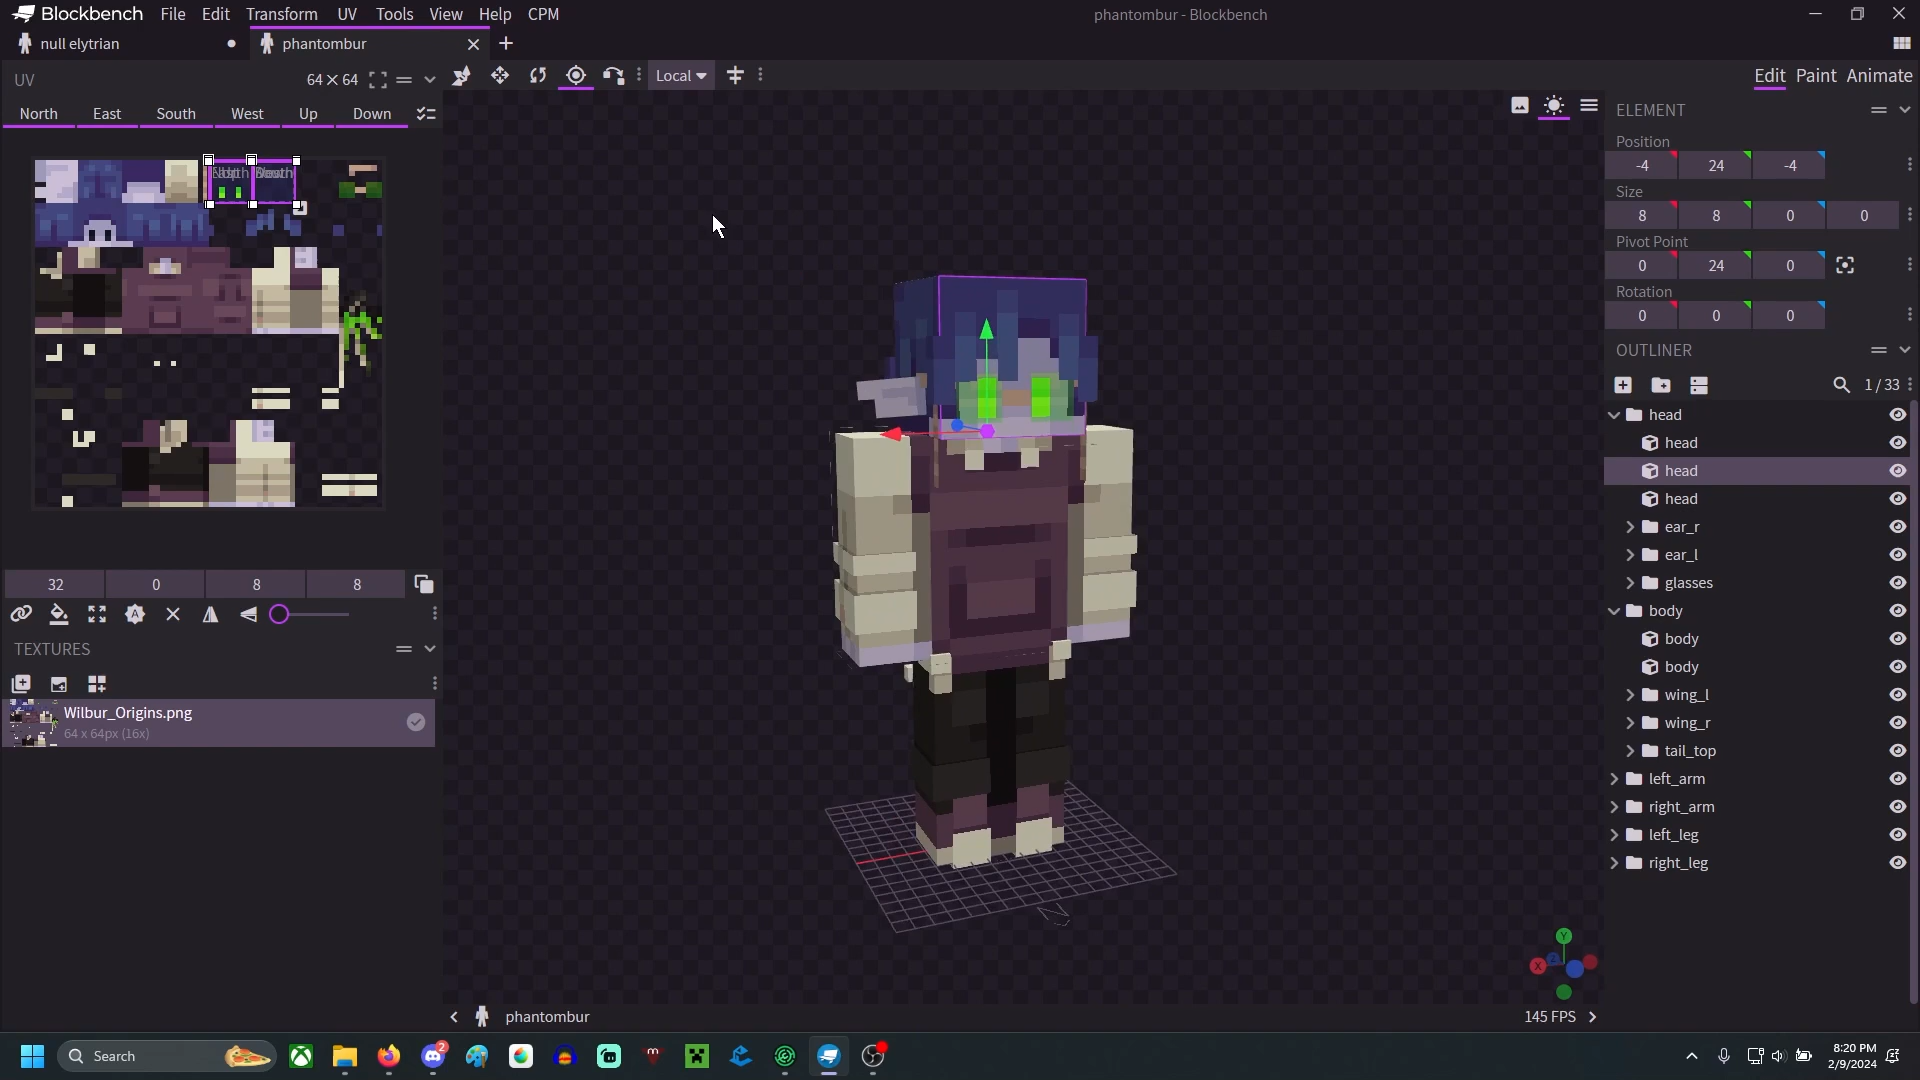 Blockbench
File Edit Transform UV Tools View Help CPM
phantombur - Blockbench
null elytrian
phantombur
UV
64 × 64
Local
Edit Paint Animate
North East South West Up Down
ELEMENT
Position
-4 24 -4
Size
8 8 0 0
Pivot Point
0 24 0
Rotation
0 0 0
OUTLINER
1 / 33
head
head
head
head
ear_r
ear_l
glasses
body
body
body
wing_l
wing_r
tail_top
left_arm
right_arm
left_leg
right_leg
32 0 8 8
TEXTURES
Wilbur_Origins.png
64 x 64px (16x)
Y
X
phantombur
145 FPS
Search
2
8:20 PM
2/9/2024